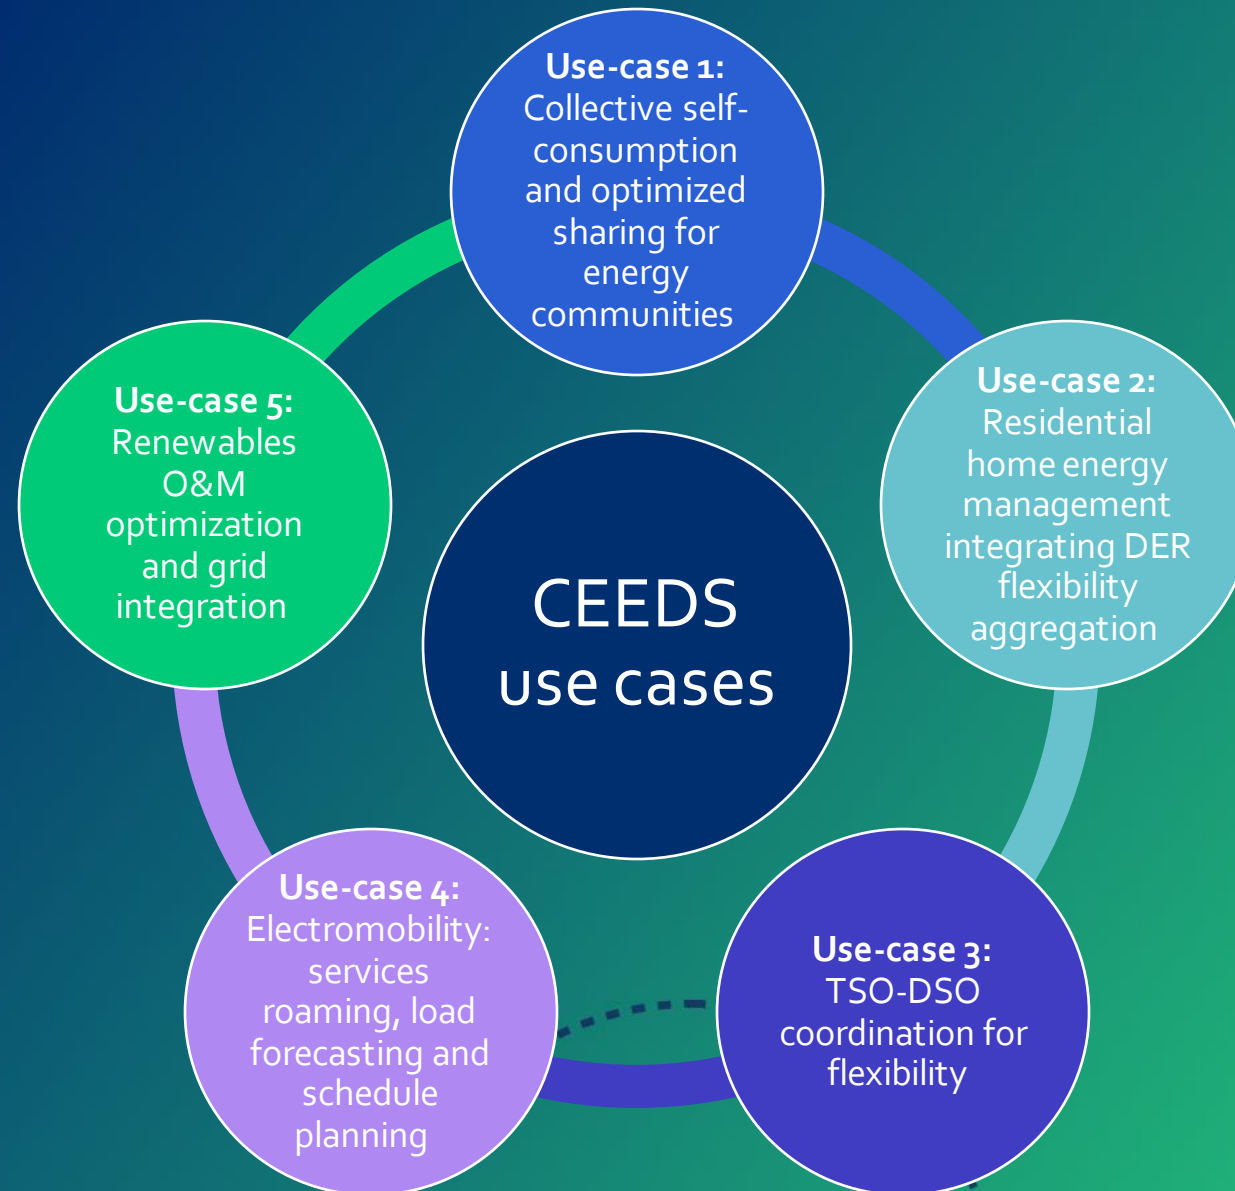 Use-case 1:
Collective self-
consumption
and optimized
sharing for
energy
communities
Use-case 2:
Residential
home energy
management
integrating DER
flexibility
aggregation
Use-case 3:
TSO-DSO
coordination for
flexibility
Use-case 4:
Electromobility:
services
roaming, load
forecasting and
schedule
planning
Use-case 5:
Renewables
O&M
optimization
and grid
integration
CEEDS
use cases